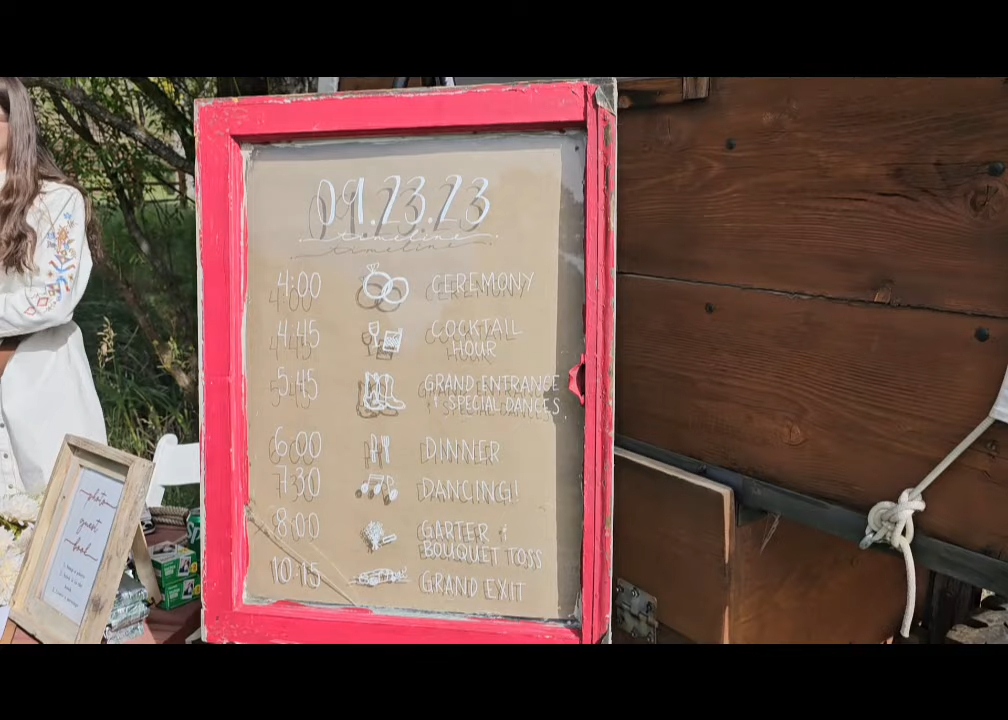 09.23.23
timeline
4:00 CEREMONY
4:45 COCKTAIL
HOUR
5:45 GRAND ENTRANCE
& SPECIAL DANCES
6:00 DINNER
7:30 DANCING!
8:00 GARTER &
BOUQUET TOSS
10:15 GRAND EXIT
photo
guest
book